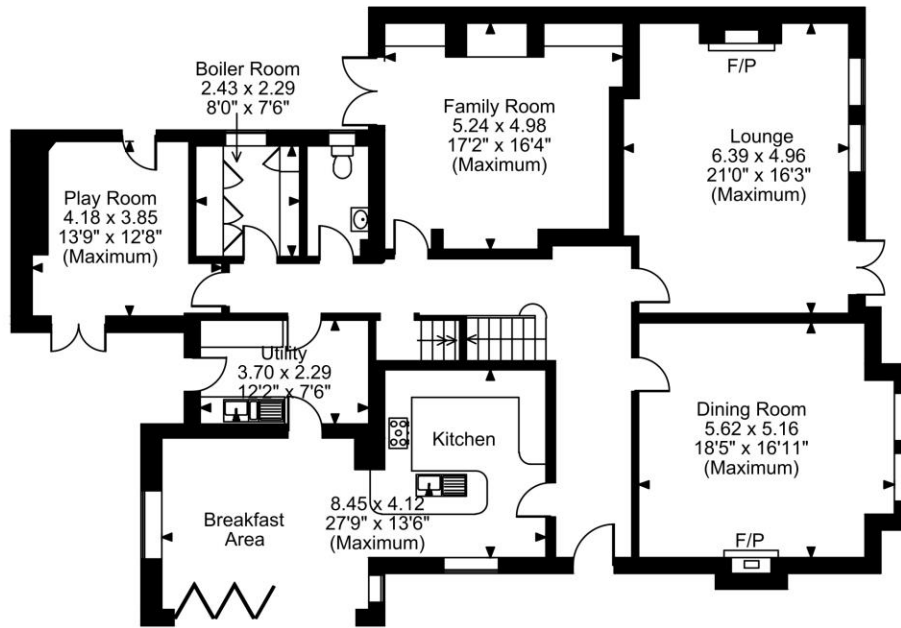 Boiler Room
2.43 x 2.29
8'0" x 7'6"
Family Room
5.24 x 4.98
17'2" x 16'4"
(Maximum)
F/P
Lounge
6.39 x 4.96
21'0" x 16'3"
(Maximum)
Play Room
4.18 x 3.85
13'9" x 12'8"
(Maximum)
Utility
3.70 x 2.29
12'2" x 7'6"
Kitchen
Breakfast
Area
8.45 x 4.12
27'9" x 13'6"
(Maximum)
Dining Room
5.62 x 5.16
18'5" x 16'11"
(Maximum)
F/P